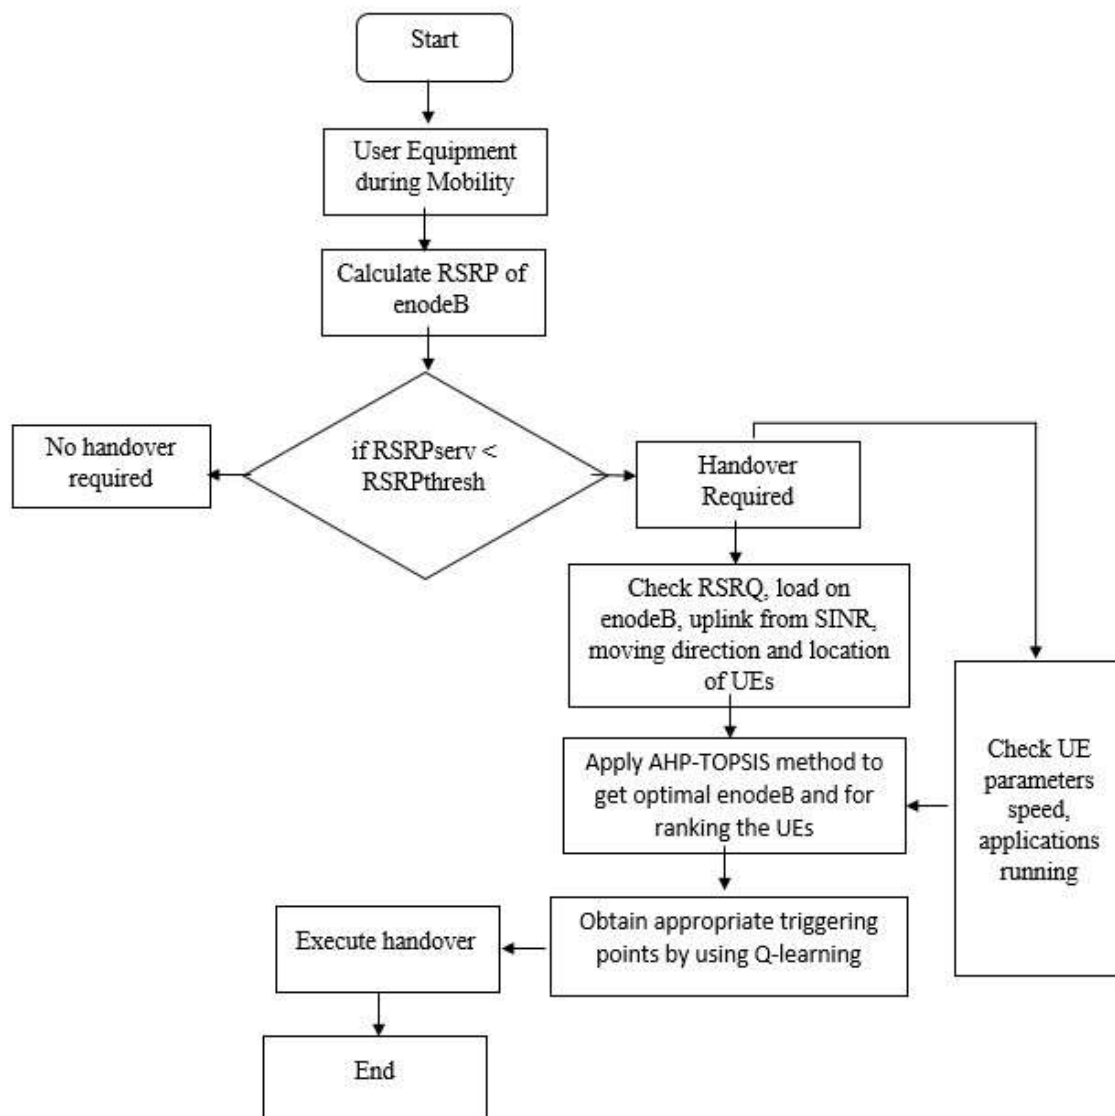 Start
User Equipment
during Mobility
Calculate RSRP of
enodeB
if RSRPserv <
RSRPthresh
No handover
required
Handover
Required
Check RSRQ, load on
enodeB, uplink from SINR,
moving direction and location
of UEs
Check UE
parameters
speed,
applications
running
Apply AHP-TOPSIS method to
get optimal enodeB and for
ranking the UEs
Obtain appropriate triggering
points by using Q-learning
Execute handover
End